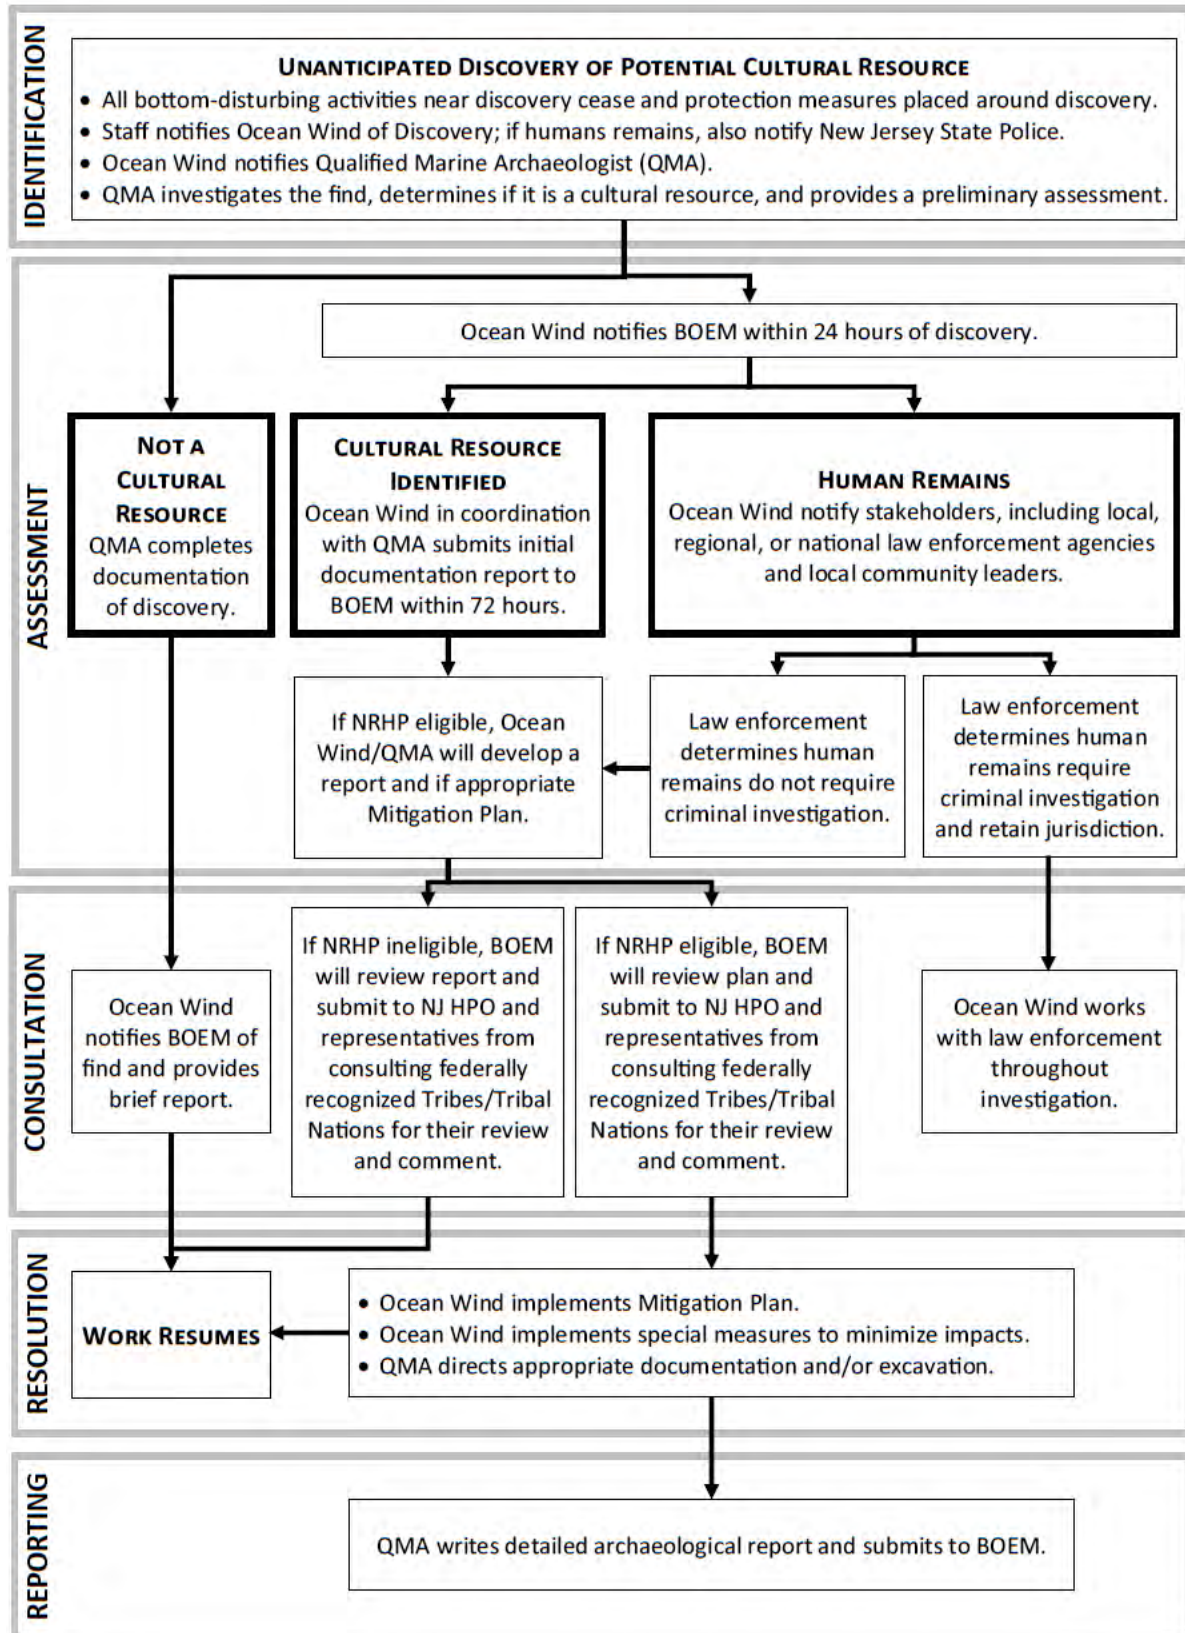 IDENTIFICATION
UNANTICIPATED DISCOVERY OF POTENTIAL CULTURAL RESOURCE
• All bottom-disturbing activities near discovery cease and protection measures placed around discovery.
• Staff notifies Ocean Wind of Discovery; if humans remains, also notify New Jersey State Police.
• Ocean Wind notifies Qualified Marine Archaeologist (QMA).
• QMA investigates the find, determines if it is a cultural resource, and provides a preliminary assessment.
ASSESSMENT
Ocean Wind notifies BOEM within 24 hours of discovery.
NOT A
CULTURAL
RESOURCE
QMA completes
documentation
of discovery.
CULTURAL RESOURCE
IDENTIFIED
Ocean Wind in coordination
with QMA submits initial
documentation report to
BOEM within 72 hours.
HUMAN REMAINS
Ocean Wind notify stakeholders, including local,
regional, or national law enforcement agencies
and local community leaders.
If NRHP eligible, Ocean
Wind/QMA will develop a
report and if appropriate
Mitigation Plan.
Law enforcement
determines human
remains do not require
criminal investigation.
Law enforcement
determines human
remains require
criminal investigation
and retain jurisdiction.
CONSULTATION
Ocean Wind
notifies BOEM of
find and provides
brief report.
If NRHP ineligible, BOEM
will review report and
submit to NJ HPO and
representatives from
consulting federally
recognized Tribes/Tribal
Nations for their review
and comment.
If NRHP eligible, BOEM
will review plan and
submit to NJ HPO and
representatives from
consulting federally
recognized Tribes/Tribal
Nations for their review
and comment.
Ocean Wind works
with law enforcement
throughout
investigation.
RESOLUTION
WORK RESUMES
• Ocean Wind implements Mitigation Plan.
• Ocean Wind implements special measures to minimize impacts.
• QMA directs appropriate documentation and/or excavation.
REPORTING
QMA writes detailed archaeological report and submits to BOEM.